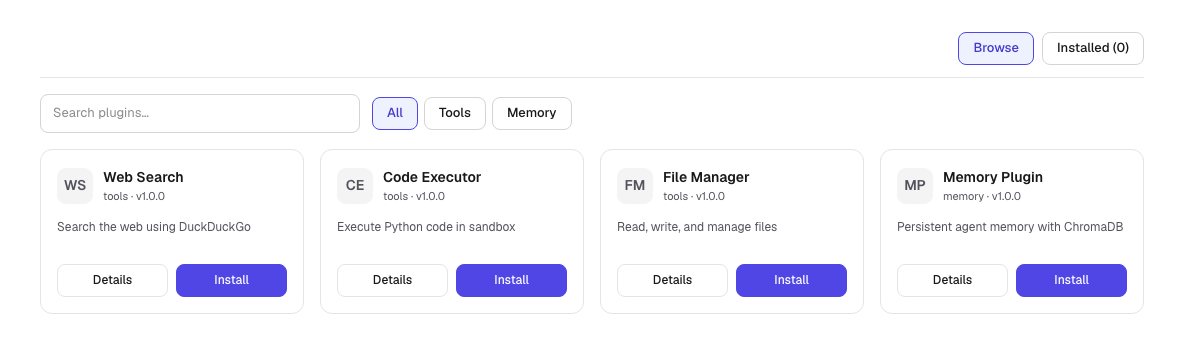 Browse
Installed (0)
Search plugins...
All
Tools
Memory
WS
Web Search
tools · v1.0.0
Search the web using DuckDuckGo
Details
Install
CE
Code Executor
tools · v1.0.0
Execute Python code in sandbox
Details
Install
FM
File Manager
tools · v1.0.0
Read, write, and manage files
Details
Install
MP
Memory Plugin
memory · v1.0.0
Persistent agent memory with ChromaDB
Details
Install